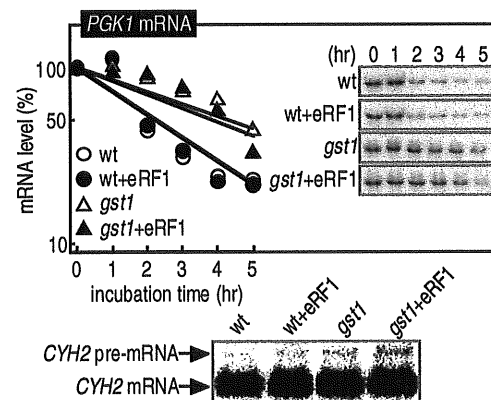 PGK1 mRNA
(hr) 0 1 2 3 4 5
100
50
10
mRNA level (%)
wt
wt+eRF1
gst1
gst1+eRF1
wt
wt+eRF1
gst1
gst1+eRF1
0 1 2 3 4 5
incubation time (hr)
wt
wt+eRF1
gst1
gst1+eRF1
CYH2 pre-mRNA
CYH2 mRNA